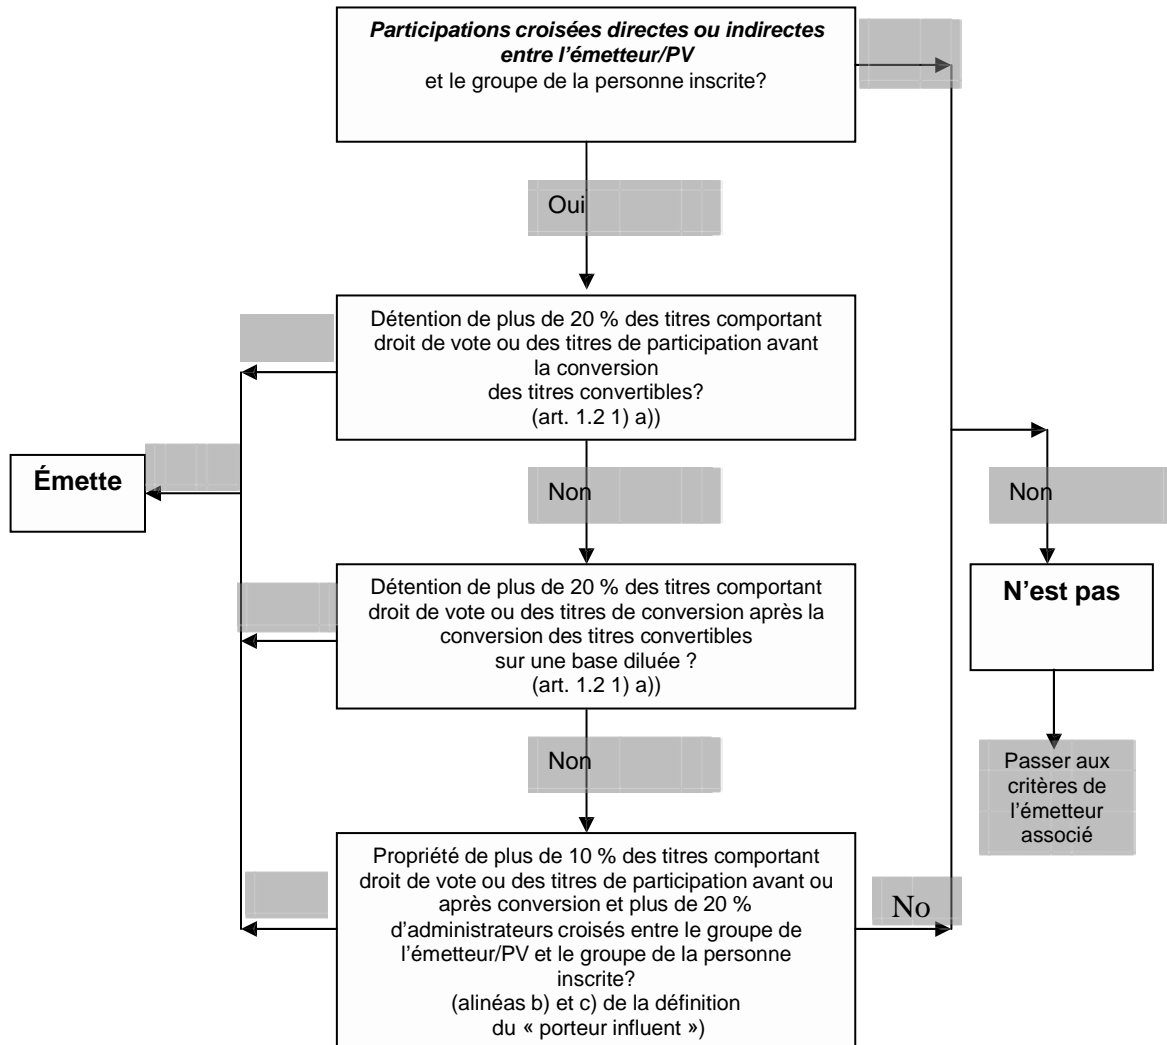 Participations croisées directes ou indirectes
entre l'émetteur/PV
et le groupe de la personne inscrite?
Oui
Détention de plus de 20 % des titres comportant
droit de vote ou des titres de participation avant
la conversion
des titres convertibles?
(art. 1.2 1) a))
Émette
Non
Non
Détention de plus de 20 % des titres comportant
droit de vote ou des titres de conversion après la
conversion des titres convertibles
sur une base diluée ?
(art. 1.2 1) a))
N'est pas
Non
Passer aux
critères de
l'émetteur
associé
Propriété de plus de 10 % des titres comportant
droit de vote ou des titres de participation avant ou
après conversion et plus de 20 %
d'administrateurs croisés entre le groupe de
l'émetteur/PV et le groupe de la personne
inscrite?
(alinéas b) et c) de la définition
du « porteur influent »)
No